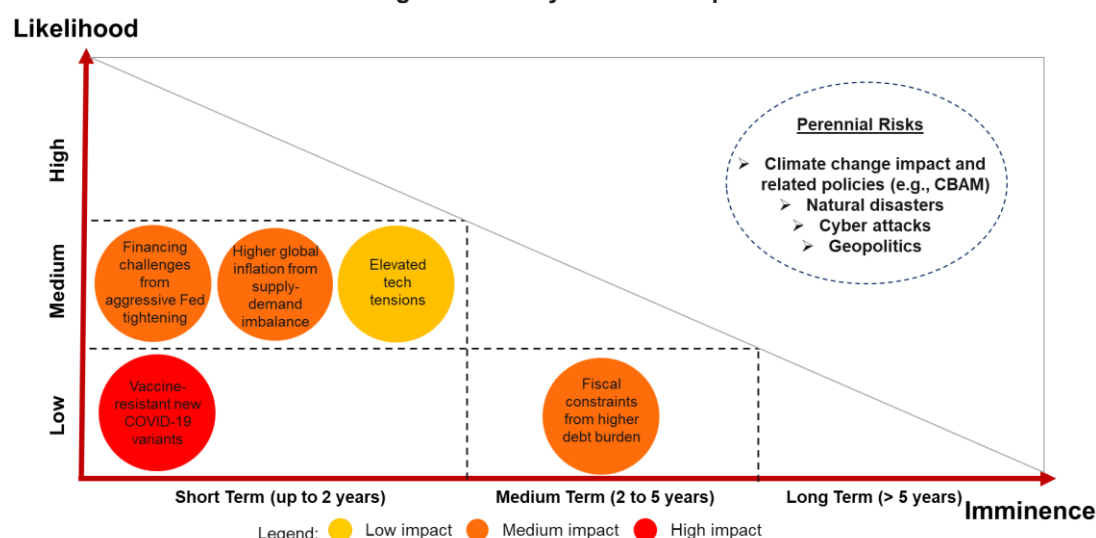 Likelihood
High
Medium
Low
Perennial Risks
➢ Climate change impact and
related policies (e.g., CBAM)
➢ Natural disasters
➢ Cyber attacks
➢ Geopolitics
Financing
challenges
from
aggressive Fed
tightening
Higher global
inflation from
supply-
demand
imbalance
Elevated
tech
tensions
Vaccine-
resistant new
COVID-19
variants
Fiscal
constraints
from higher
debt burden
Short Term (up to 2 years)
Medium Term (2 to 5 years)
Long Term (> 5 years)
Imminence
Legend:
Low impact
Medium impact
High impact